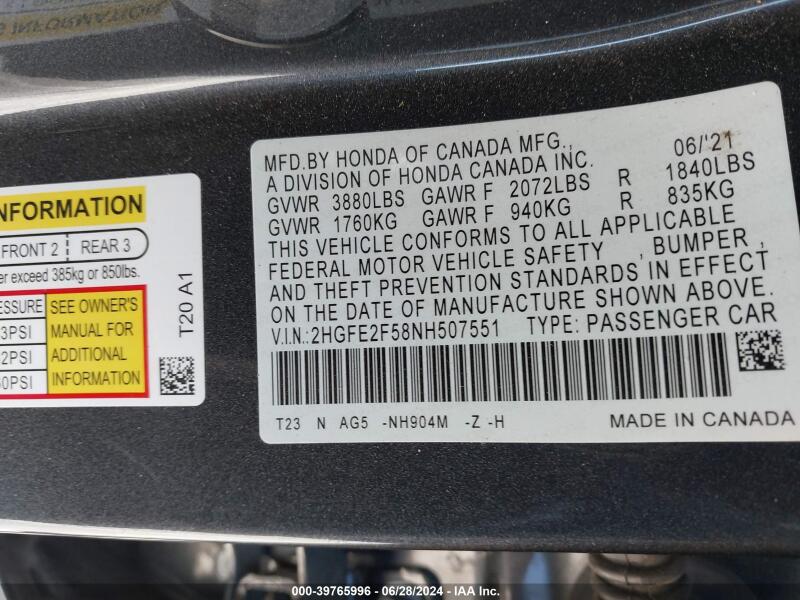 INFORMATION
FRONT 2 REAR 3
er exceed 385kg or 850lbs.
SEE OWNER'S
MANUAL FOR
ADDITIONAL
INFORMATION
3PSI
2PSI
60PSI
T20 A1
MFD.BY HONDA OF CANADA MFG., 06/'21
A DIVISION OF HONDA CANADA INC.
GVWR 3880LBS GAWR F 2072LBS R 1840LBS
GVWR 1760KG GAWR F 940KG R 835KG
THIS VEHICLE CONFORMS TO ALL APPLICABLE
FEDERAL MOTOR VEHICLE SAFETY , BUMPER ,
AND THEFT PREVENTION STANDARDS IN EFFECT
ON THE DATE OF MANUFACTURE SHOWN ABOVE.
V.I.N.:2HGFE2F58NH507551 TYPE: PASSENGER CAR
T23 N AG5 -NH904M -Z -H MADE IN CANADA
000-39765996 - 06/28/2024 - IAA Inc.